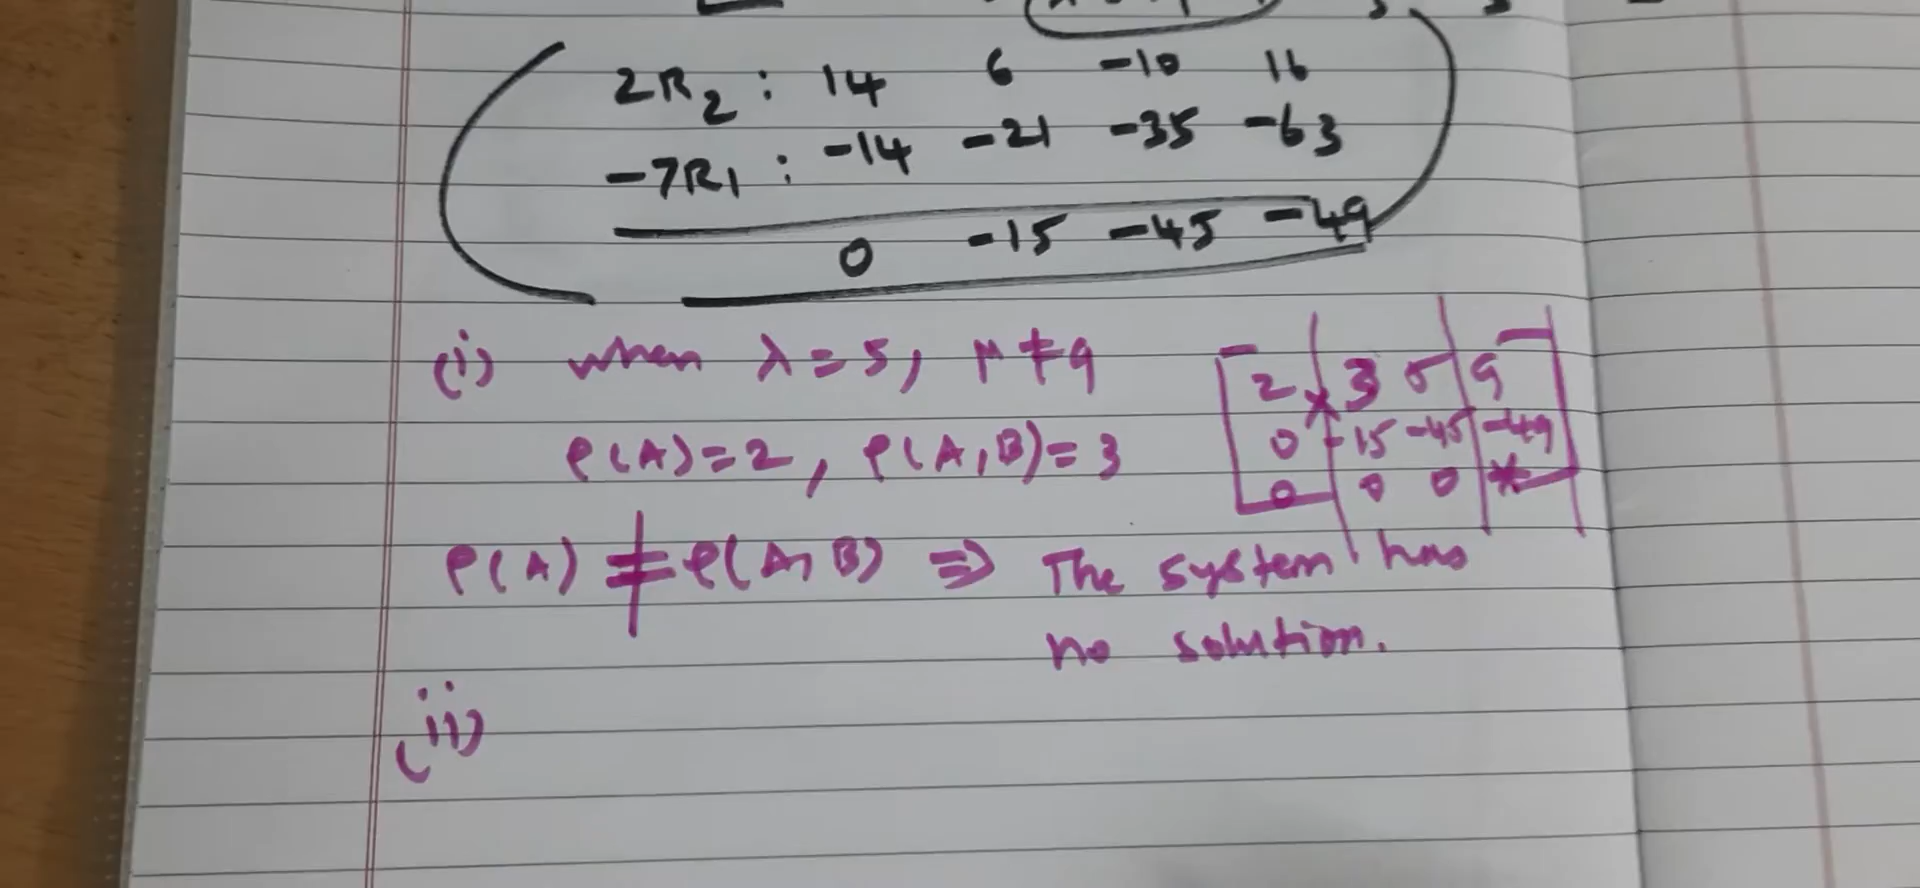 2R₂ : 14 6 -10 16
-7R₁ : -14 -21 -35 -63
0 -15 -45 -49
(i) when λ = 5, μ ≠ 9
ρ(A) = 2, ρ(A, B) = 3
2 3 5 9
0 -15 -45 -49
0 0 0 *
ρ(A) ≠ ρ(A, B) ⇒ The system has
no solution.
(ii)